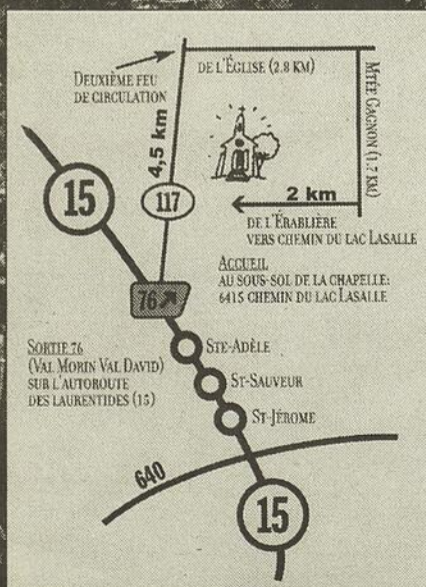 DEUXIÈME FEU
DE CIRCULATION
DE L'ÉGLISE (2.8 KM)
MTÉE GAGNON (1.7 KM)
4,5 km
117
15
2 km
DE L'ÉRABLIÈRE
VERS CHEMIN DU LAC LASALLE
76
ACCUEIL
AU SOUS-SOL DE LA CHAPELLE:
6415 CHEMIN DU LAC LASALLE
SORTIE 76
(VAL MORIN VAL DAVID)
SUR L'AUTOROUTE
DES LAURENTIDES (15)
STE-ADÈLE
ST-SAUVEUR
ST-JÉROME
640
15